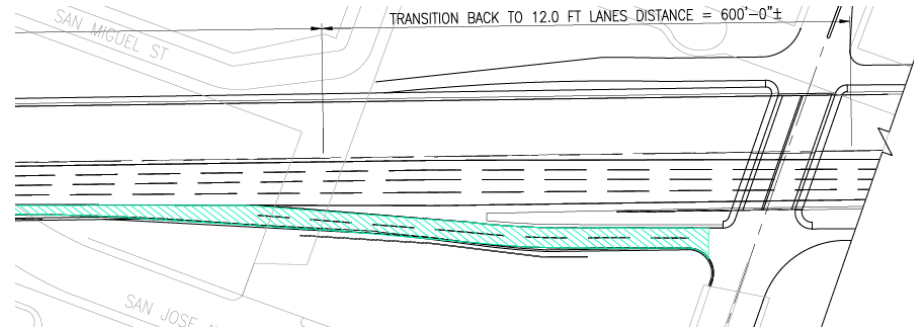 TRANSITION BACK TO 12.0 FT LANES DISTANCE = 600'-0"±
SAN MIGUEL ST
SAN JOSE